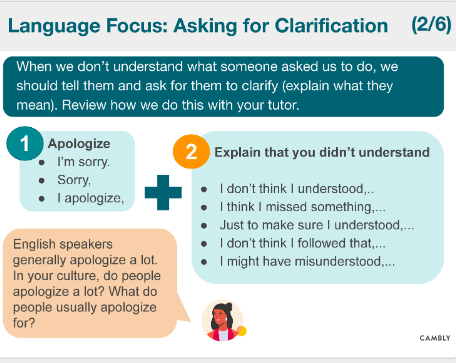 Language Focus: Asking for Clarification (2/6)
When we don't understand what someone asked us to do, we
should tell them and ask for them to clarify (explain what they
mean). Review how we do this with your tutor.
1
Apologize
● I'm sorry.
● Sorry,
● I apologize,
2
Explain that you didn't understand
● I don't think I understood,..
● I think I missed something,...
● Just to make sure I understood,...
● I don't think I followed that,...
● I might have misunderstood,...
English speakers
generally apologize a lot.
In your culture, do people
apologize a lot? What do
people usually apologize
for?
CAMBLY